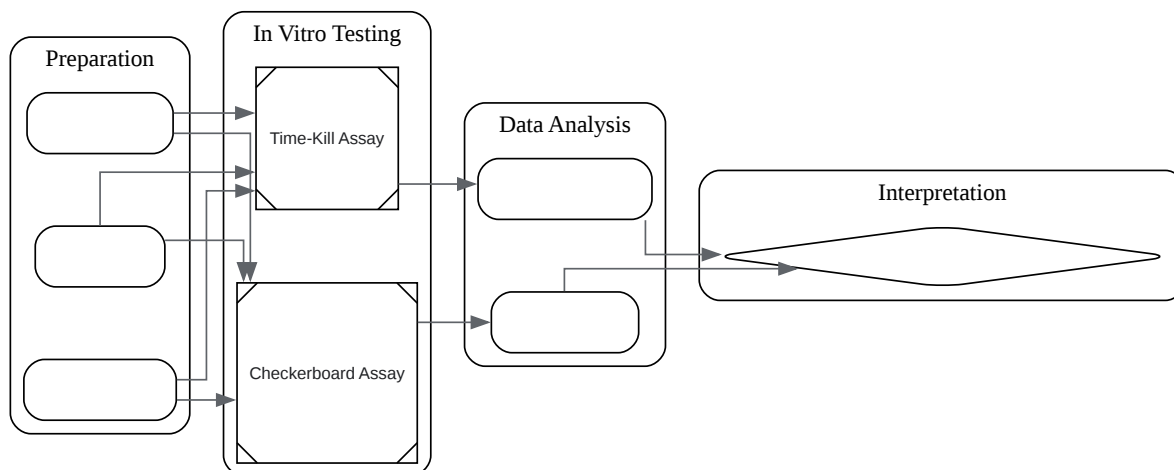 Preparation
In Vitro Testing
Time-Kill Assay
Checkerboard Assay
Data Analysis
Interpretation